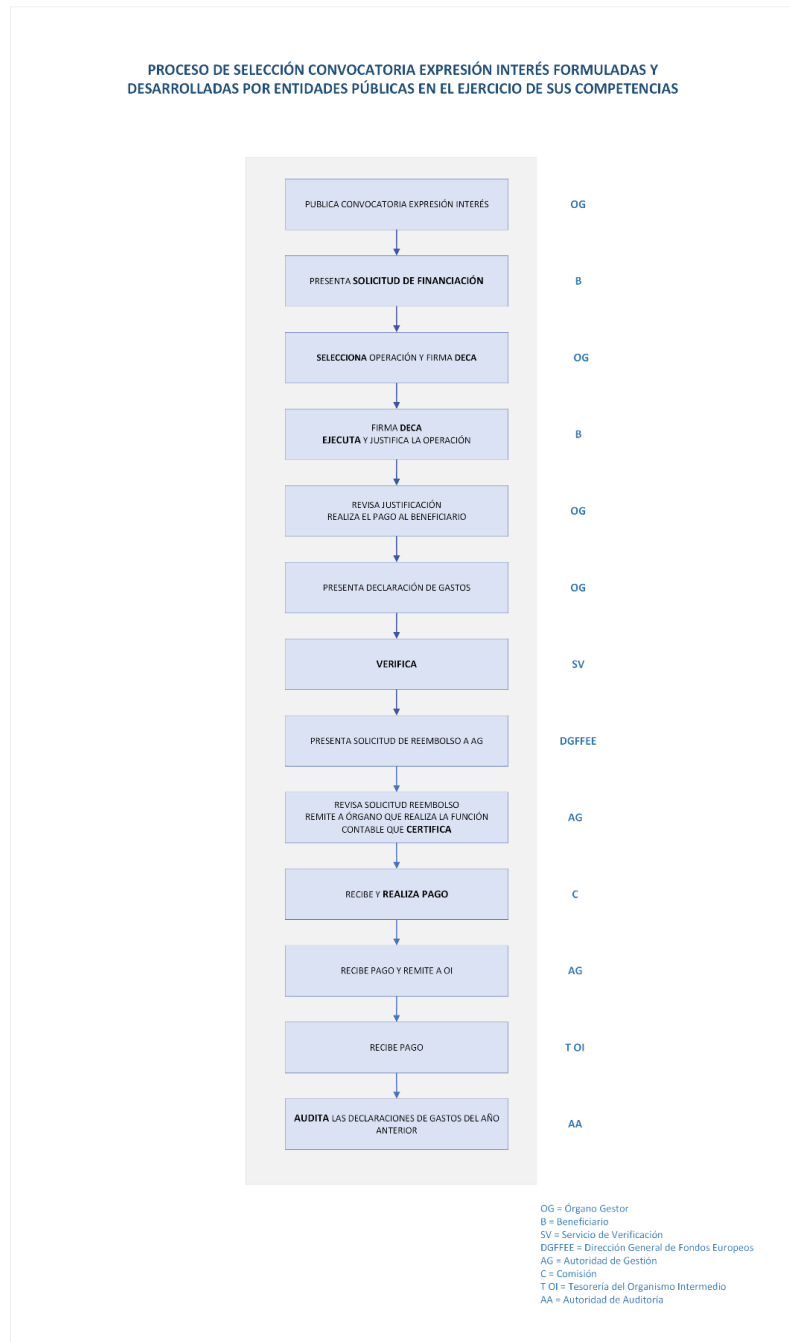 PROCESO DE SELECCIÓN CONVOCATORIA EXPRESIÓN INTERÉS FORMULADAS Y
DESARROLLADAS POR ENTIDADES PÚBLICAS EN EL EJERCICIO DE SUS COMPETENCIAS
PUBLICA CONVOCATORIA EXPRESIÓN INTERÉS
OG
PRESENTA SOLICITUD DE FINANCIACIÓN
B
SELECCIONA OPERACIÓN Y FIRMA DECA
OG
FIRMA DECA
EJECUTA Y JUSTIFICA LA OPERACIÓN
B
REVISA JUSTIFICACIÓN
REALIZA EL PAGO AL BENEFICIARIO
OG
PRESENTA DECLARACIÓN DE GASTOS
OG
VERIFICA
SV
PRESENTA SOLICITUD DE REEMBOLSO A AG
DGFFEE
REVISA SOLICITUD REEMBOLSO
REMITE A ÓRGANO QUE REALIZA LA FUNCIÓN
CONTABLE QUE CERTIFICA
AG
RECIBE Y REALIZA PAGO
C
RECIBE PAGO Y REMITE A OI
AG
RECIBE PAGO
T OI
AUDITA LAS DECLARACIONES DE GASTOS DEL AÑO
ANTERIOR
AA
OG = Órgano Gestor
B = Beneficiario
SV = Servicio de Verificación
DGFFEE = Dirección General de Fondos Europeos
AG = Autoridad de Gestión
C = Comisión
T OI = Tesorería del Organismo Intermedio
AA = Autoridad de Auditoría